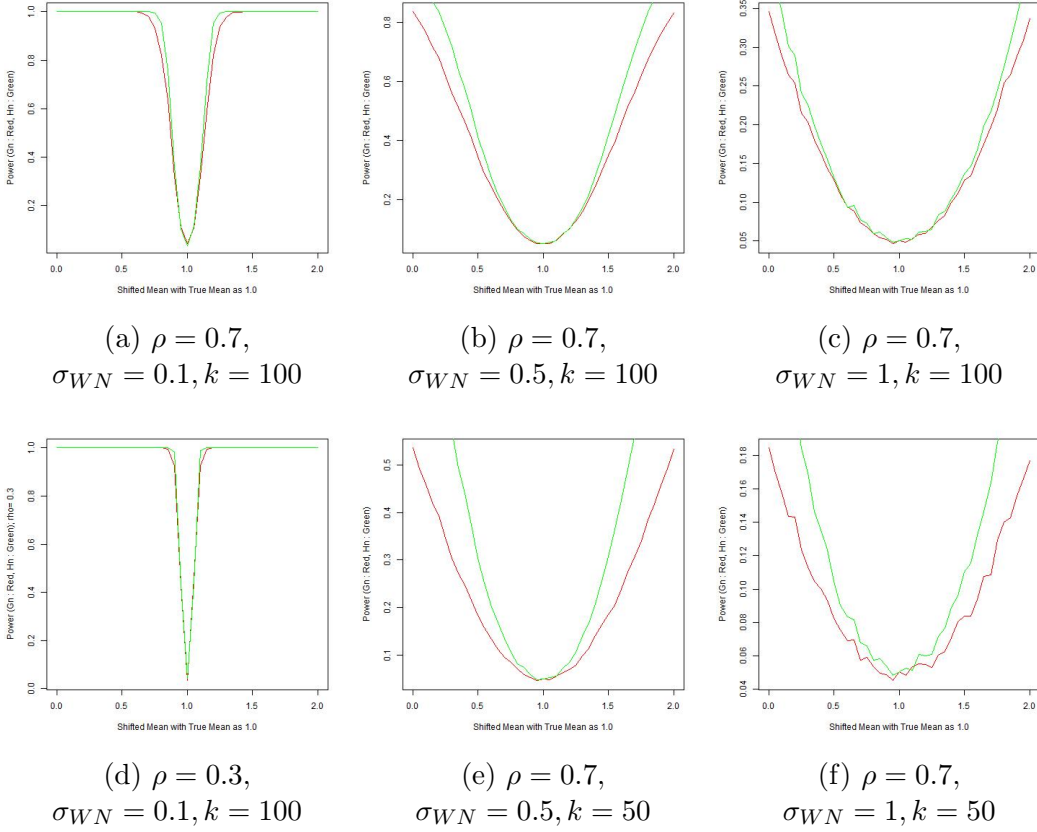 Power (Gn : Red, Hn : Green)
1.0
0.8
0.6
0.4
0.2
0.0 0.5 1.0 1.5 2.0
Shifted Mean with True Mean as 1.0
(a) ρ = 0.7,
σ_WN = 0.1, k = 100
Power (Gn : Red, Hn : Green)
0.8
0.6
0.4
0.2
0.0 0.5 1.0 1.5 2.0
Shifted Mean with True Mean as 1.0
(b) ρ = 0.7,
σ_WN = 0.5, k = 100
Power (Gn : Red, Hn : Green)
0.35
0.30
0.25
0.20
0.15
0.10
0.05
0.0 0.5 1.0 1.5 2.0
Shifted Mean with True Mean as 1.0
(c) ρ = 0.7,
σ_WN = 1, k = 100
Power (Gn : Red, Hn : Green); rho= 0.3
1.0
0.8
0.6
0.4
0.2
0.0
0.0 0.5 1.0 1.5 2.0
Shifted Mean with True Mean as 1.0
(d) ρ = 0.3,
σ_WN = 0.1, k = 100
Power (Gn : Red, Hn : Green)
0.5
0.4
0.3
0.2
0.1
0.0 0.5 1.0 1.5 2.0
Shifted Mean with True Mean as 1.0
(e) ρ = 0.7,
σ_WN = 0.5, k = 50
Power (Gn : Red, Hn : Green)
0.18
0.16
0.14
0.12
0.10
0.08
0.06
0.04
0.0 0.5 1.0 1.5 2.0
Shifted Mean with True Mean as 1.0
(f) ρ = 0.7,
σ_WN = 1, k = 50